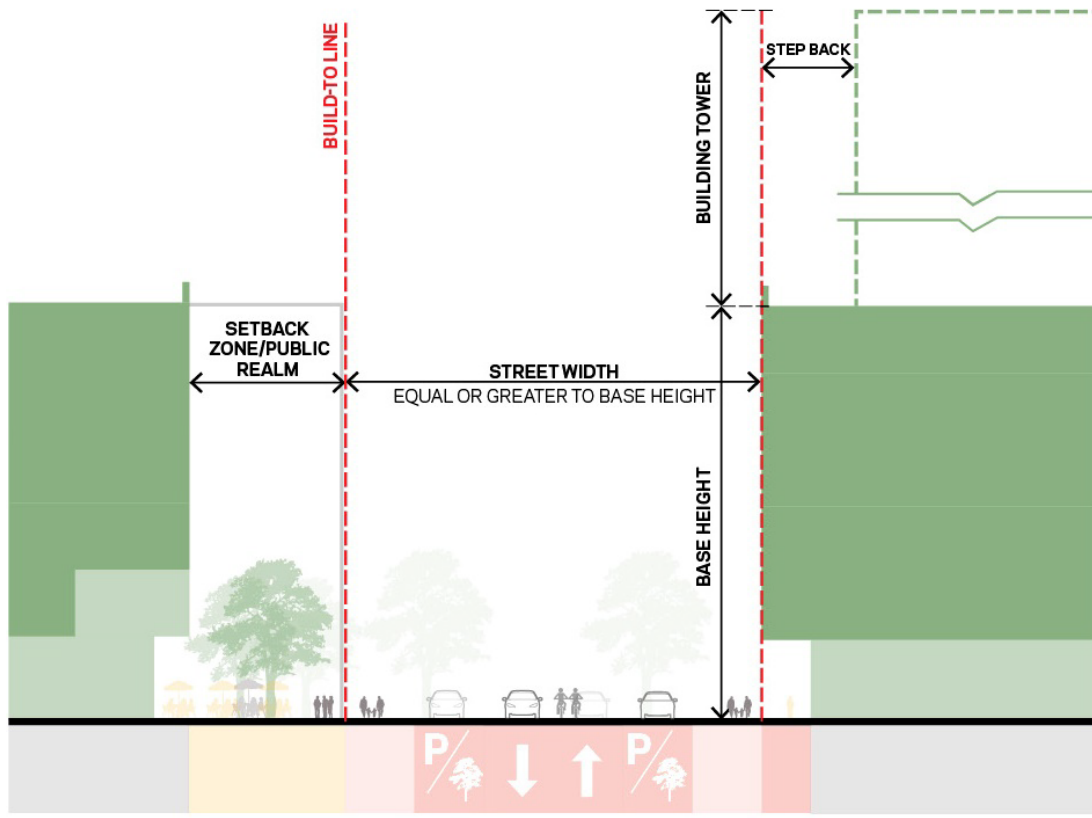 BUILD-TO LINE
STEP BACK
BUILDING TOWER
SETBACK
ZONE/PUBLIC
REALM
STREET WIDTH
EQUAL OR GREATER TO BASE HEIGHT
BASE HEIGHT
P/
P/